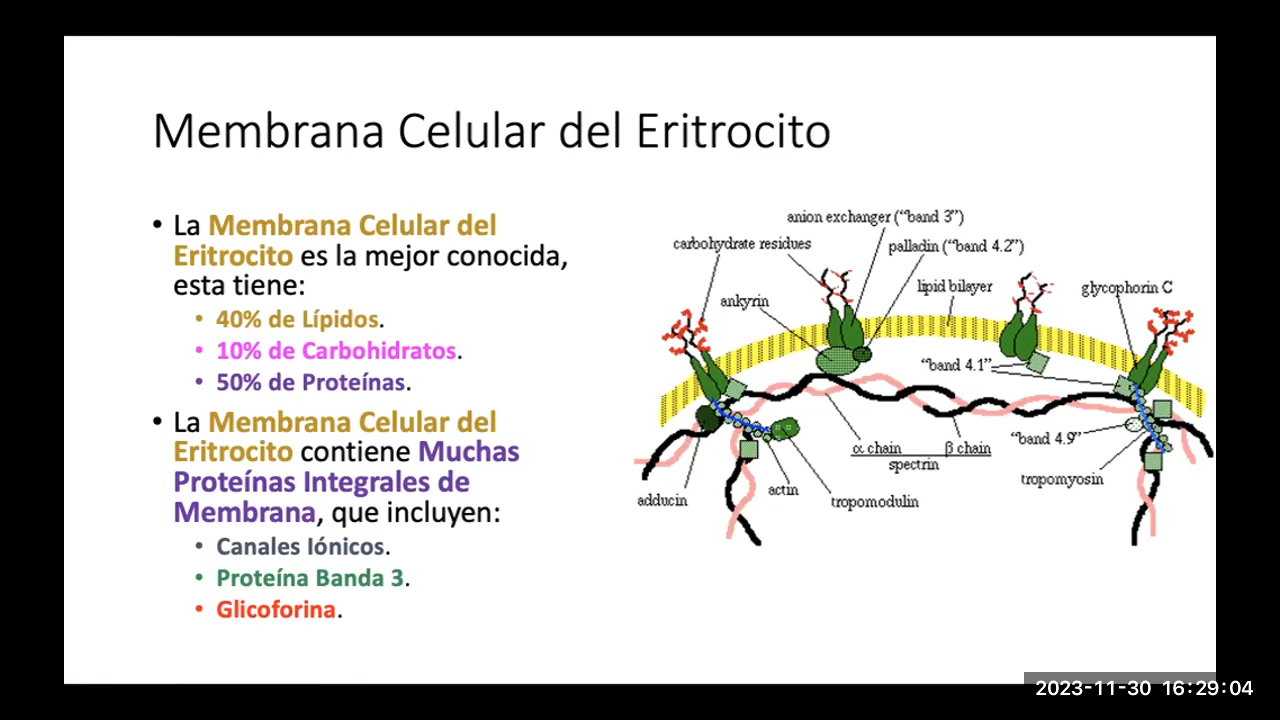 Membrana Celular del Eritrocito
• La Membrana Celular del
Eritrocito es la mejor conocida,
esta tiene:
• 40% de Lípidos.
• 10% de Carbohidratos.
• 50% de Proteínas.
• La Membrana Celular del
Eritrocito contiene Muchas
Proteínas Integrales de
Membrana, que incluyen:
• Canales Iónicos.
• Proteína Banda 3.
• Glicoforina.
anion exchanger ("band 3")
carbohydrate residues
palladin ("band 4.2")
ankyrin
lipid bilayer
glycophorin C
"band 4.1"
α chain
β chain
spectrin
"band 4.9"
tropomyosin
adducin
actin
tropomodulin
2023-11-30 16:29:04